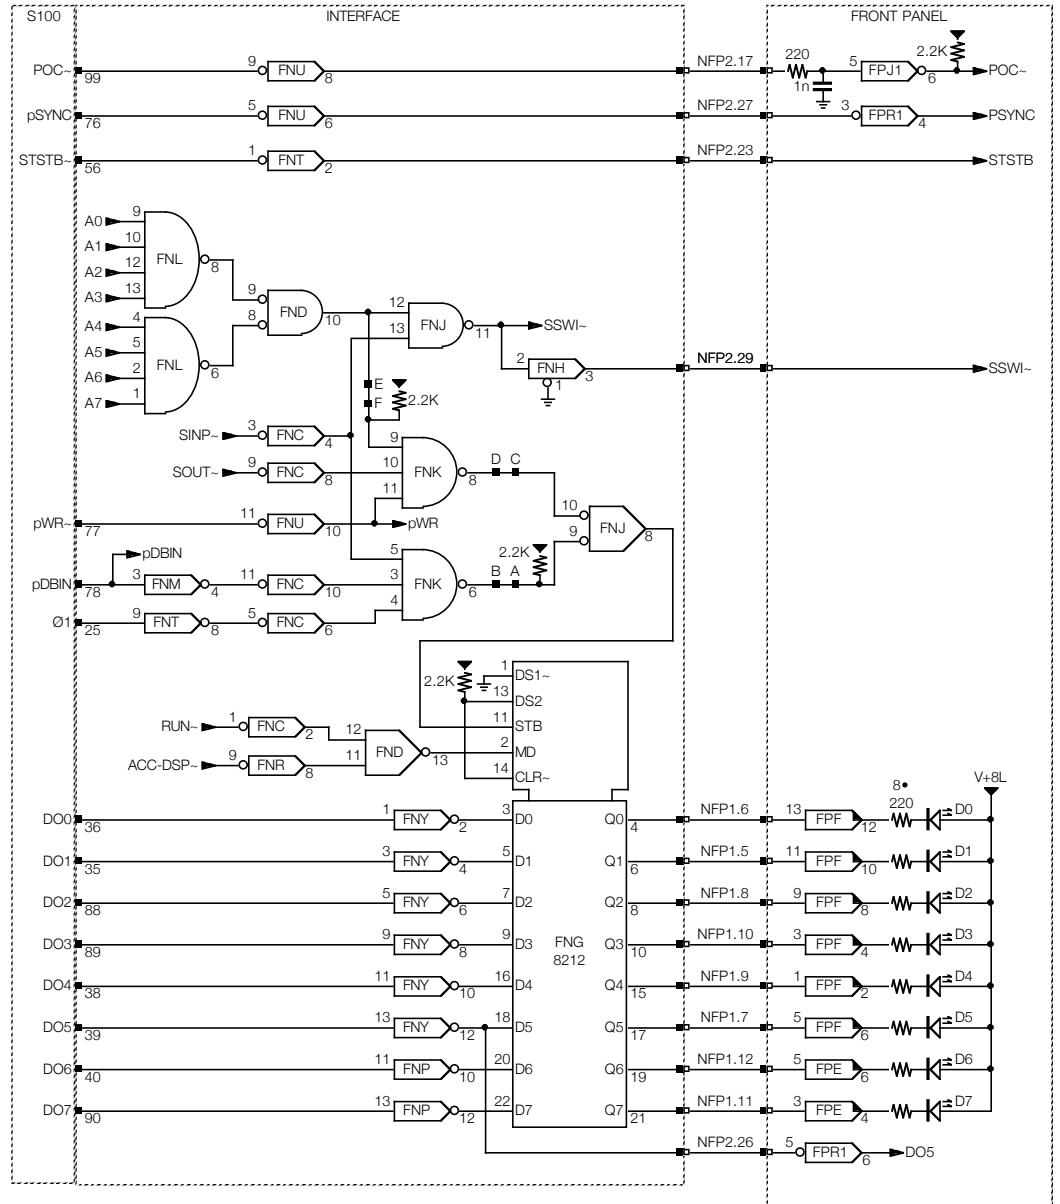 S100 INTERFACE FRONT PANEL
POC~ 99 9 FNU 8 NFP2.17 220 1n 5 FPJ1 6 2.2K POC~
pSYNC 76 5 FNU 6 NFP2.27 3 FPR1 4 PSYNC
STSTB~ 56 1 FNT 2 NFP2.23 STSTB
A0 9
A1 10
A2 12
A3 13
FNL 8
A4 4
A5 5
A6 2
A7 1
FNL 6
9 8 FND 10
12 13 FNJ 11 SSWI~
2 FNH 3 1 NFP2.29 SSWI~
E
F 2.2K
SINP~ 3 FNC 4
SOUT~ 9 FNC 8
9 10 11 FNK 8 D C
pWR~ 77 11 FNU 10 pWR
10 9 FNJ 8
pDBIN
pDBIN 78 3 FNM 4 11 FNC 10
Ø1 25 9 FNT 8 5 FNC 6
5 3 4 FNK 6 B A 2.2K
2.2K
1 DS1~
13 DS2
11 STB
2 MD
14 CLR~
RUN~ 1 FNC 2
ACC-DSP~ 9 FNR 8
12 11 FND 13
8• 220 V+8L
DO0 36 1 FNY 2 3 D0 Q0 4 NFP1.6 13 FPF 12 D0
DO1 35 3 FNY 4 5 D1 Q1 6 NFP1.5 11 FPF 10 D1
DO2 88 5 FNY 6 7 D2 Q2 8 NFP1.8 9 FPF 8 D2
DO3 89 9 FNY 8 9 D3 Q3 10 NFP1.10 3 FPF 4 D3
FNG
8212
DO4 38 11 FNY 10 16 D4 Q4 15 NFP1.9 1 FPF 2 D4
DO5 39 13 FNY 12 18 D5 Q5 17 NFP1.7 5 FPF 6 D5
DO6 40 11 FNP 10 20 D6 Q6 19 NFP1.12 5 FPE 6 D6
DO7 90 13 FNP 12 22 D7 Q7 21 NFP1.11 3 FPE 4 D7
NFP2.26 5 FPR1 6 DO5